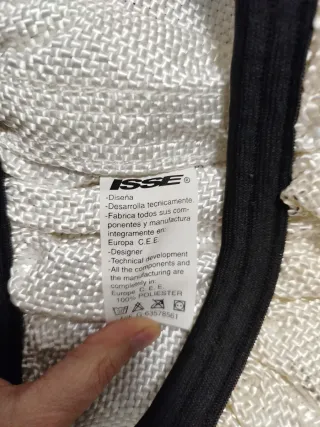 ISSE®
-Diseña
-Desarrolla tecnicamente
-Fabrica todos sus com-
ponentes y manufactura
integramente en:
Europa C.E.E
-Designer
-Technical development
-All the components and
the manufacturing are
completely in:
Europe C. E. E.
100% POLIESTER
63578561